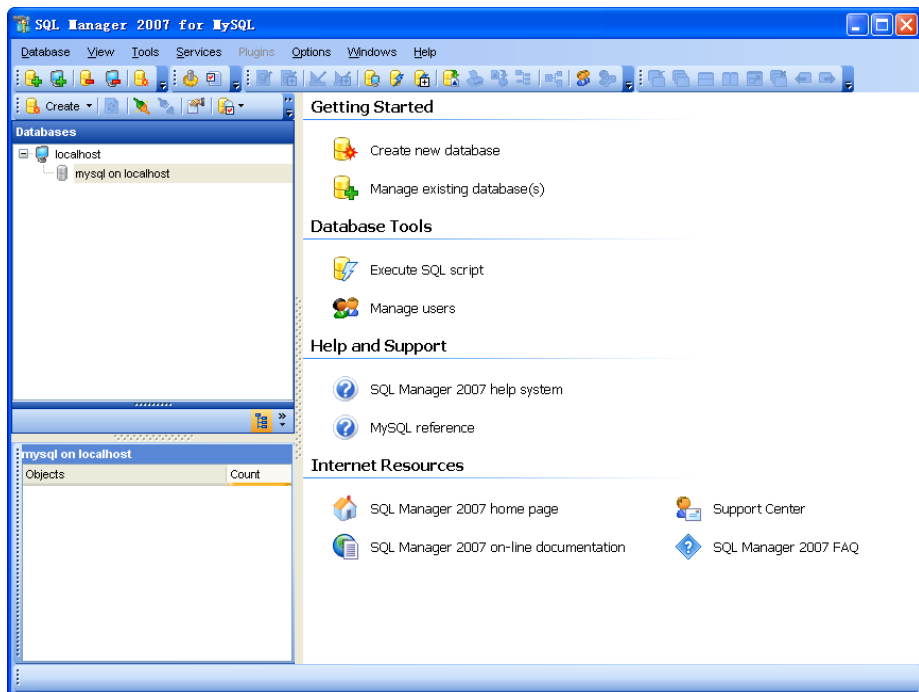 SQL Manager 2007 for MySQL
Database View Tools Services Plugins Options Windows Help
Create
Databases
localhost
mysql on localhost
mysql on localhost
Objects Count
Getting Started
Create new database
Manage existing database(s)
Database Tools
Execute SQL script
Manage users
Help and Support
SQL Manager 2007 help system
MySQL reference
Internet Resources
SQL Manager 2007 home page Support Center
SQL Manager 2007 on-line documentation SQL Manager 2007 FAQ